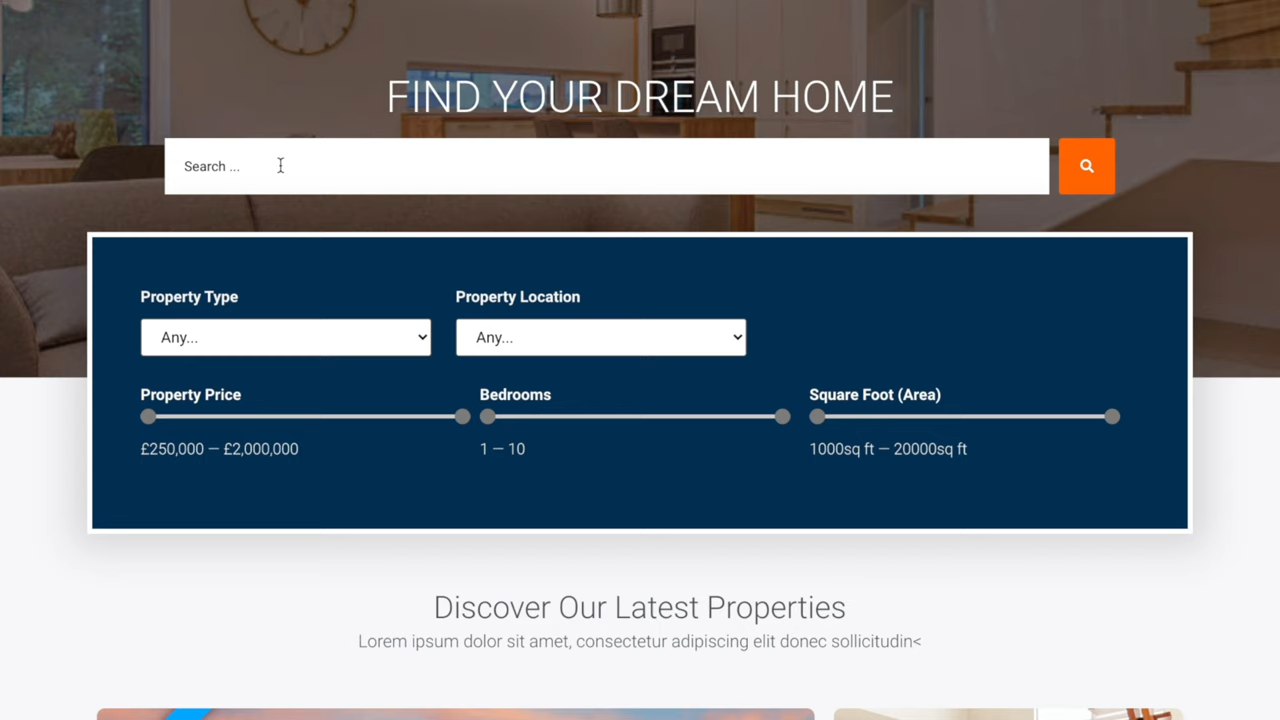 FIND YOUR DREAM HOME
Search ...
Property Type
Property Location
Any...
Any...
Property Price
Bedrooms
Square Foot (Area)
£250,000 — £2,000,000
1 — 10
1000sq ft — 20000sq ft
Discover Our Latest Properties
Lorem ipsum dolor sit amet, consectetur adipiscing elit donec sollicitudin<